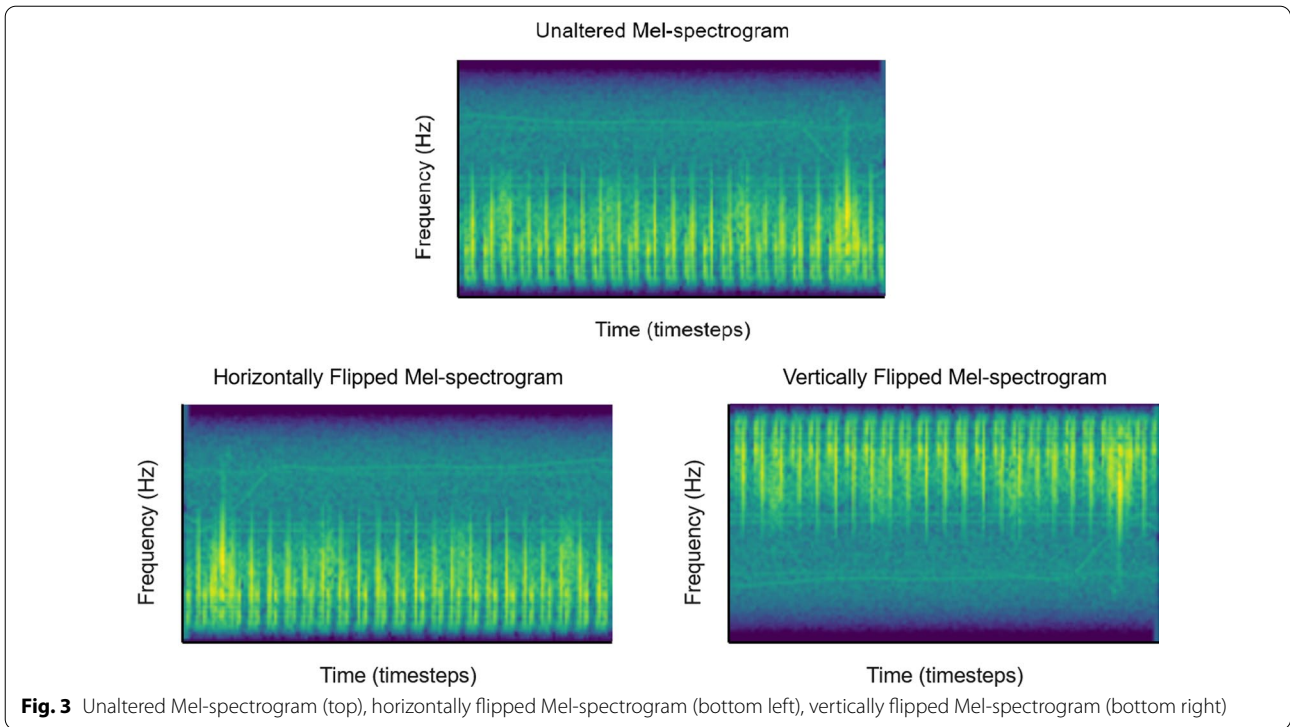 Unaltered Mel-spectrogram
Frequency (Hz)
Time (timesteps)
Horizontally Flipped Mel-spectrogram
Vertically Flipped Mel-spectrogram
Frequency (Hz)
Frequency (Hz)
Time (timesteps)
Time (timesteps)
Fig. 3 Unaltered Mel-spectrogram (top), horizontally flipped Mel-spectrogram (bottom left), vertically flipped Mel-spectrogram (bottom right)